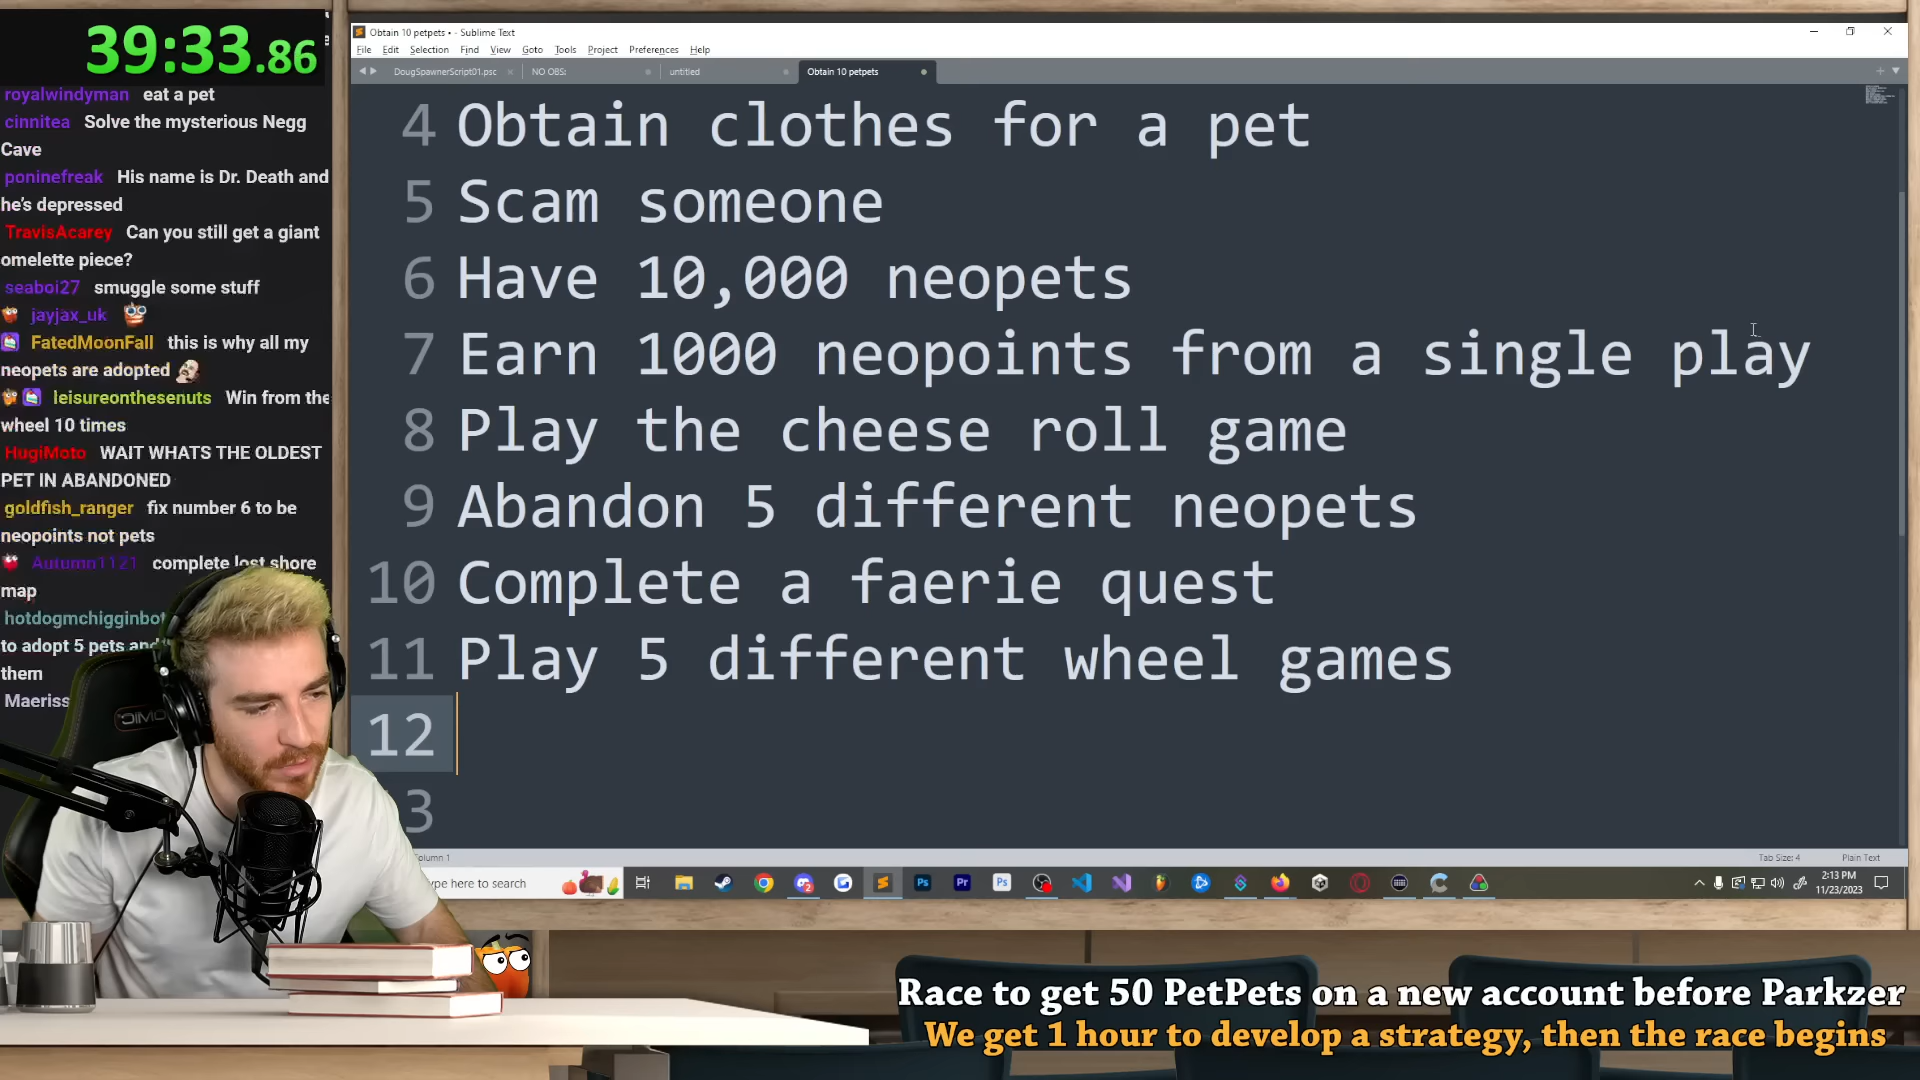 39:33.86
royalwindyman eat a pet
cinnitea Solve the mysterious Negg
Cave
poninefreak His name is Dr. Death and
he's depressed
TravisAcarey Can you still get a giant
omelette piece?
seaboi27 smuggle some stuff
jayjax_uk
FatedMoonFall this is why all my
neopets are adopted
leisureonthesenuts Win from the
wheel 10 times
HugiMoto WAIT WHATS THE OLDEST
PET IN ABANDONED
goldfish_ranger fix number 6 to be
neopoints not pets
Autumn1121 complete lost shore
map
hotdogmchigginbot
to adopt 5 pets and
them
Maeriss
Obtain 10 petpets • - Sublime Text
File Edit Selection Find View Goto Tools Project Preferences Help
DougSpawnerScript01.psc NO OBS: untitled Obtain 10 petpets
4 Obtain clothes for a pet
5 Scam someone
6 Have 10,000 neopets
7 Earn 1000 neopoints from a single play
8 Play the cheese roll game
9 Abandon 5 different neopets
10 Complete a faerie quest
11 Play 5 different wheel games
12
3
olumn 1 Tab Size: 4 Plain Text
ype here to search
2:13 PM
11/23/2023
Race to get 50 PetPets on a new account before Parkzer
We get 1 hour to develop a strategy, then the race begins